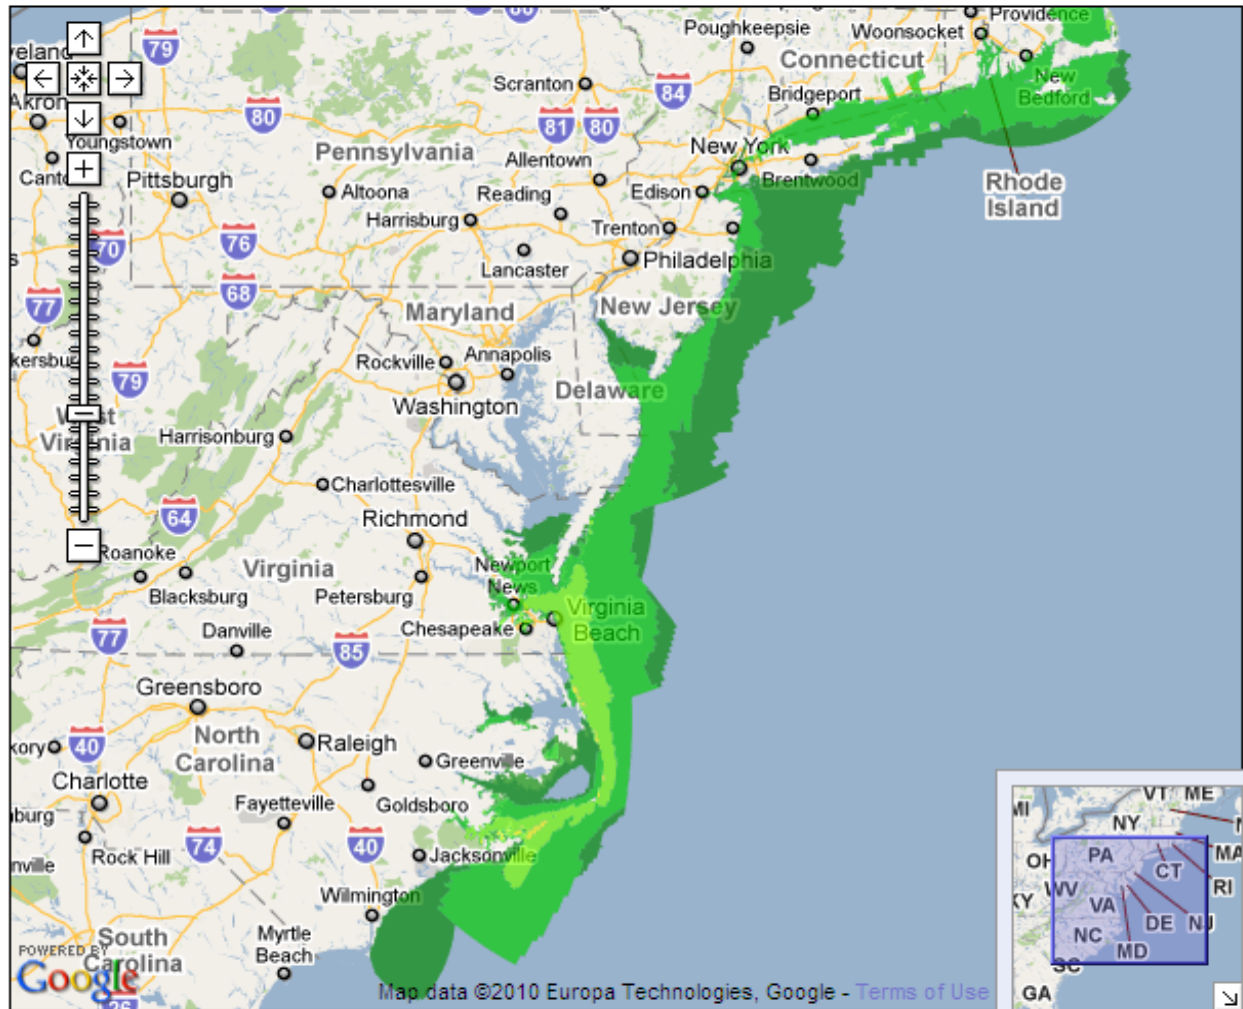 Providence
Poughkeepsie
Woonsocket
79
Connecticut
Scranton
84
New
Bedford
Akron
80
81
80
Bridgeport
Youngstown
New York
Pennsylvania
Allentown
Brentwood
Pittsburgh
Altoona
Reading
Edison
Rhode
Island
Harrisburg
Trenton
70
76
Lancaster
Philadelphia
77
68
Maryland
New Jersey
Rockville
Annapolis
79
Delaware
Washington
West
Virginia
Harrisonburg
Charlottesville
64
Richmond
Roanoke
Virginia
Newport
News
Blacksburg
Petersburg
Virginia
Beach
77
Danville
85
Chesapeake
Greensboro
North
Carolina
40
Raleigh
Greenville
Charlotte
Fayetteville
Goldsboro
74
40
Rock Hill
Jacksonville
Wilmington
South
Carolina
Myrtle
Beach
POWERED BY
Google
Map data ©2010 Europa Technologies, Google - Terms of Use
VT ME
MI
NY
OH
PA
MA
CT
WV
RI
KY
VA
DE
NJ
NC
MD
SC
GA